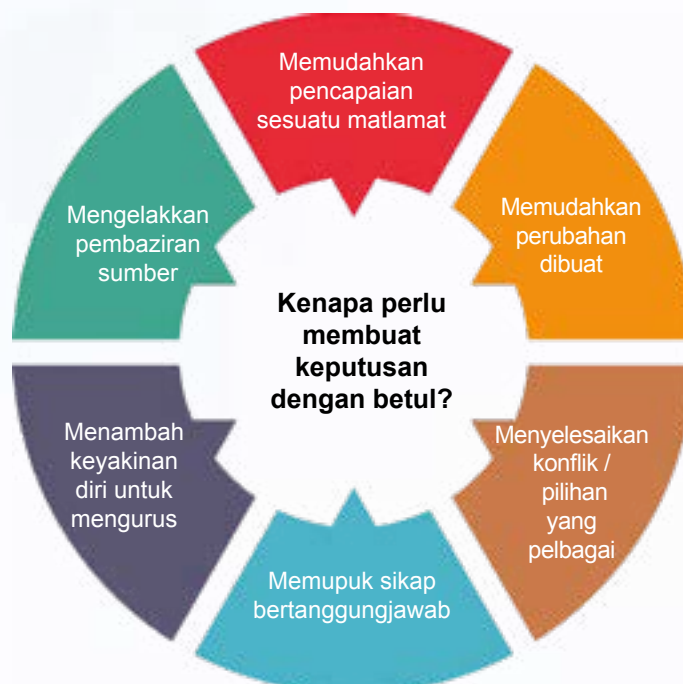 Memudahkan
pencapaian
sesuatu matlamat
Memudahkan
perubahan
dibuat
Menyelesaikan
konflik /
pilihan
yang
pelbagai
Memupuk sikap
bertanggungjawab
Menambah
keyakinan
diri untuk
mengurus
Mengelakkan
pembaziran
sumber
Kenapa perlu
membuat
keputusan
dengan betul?